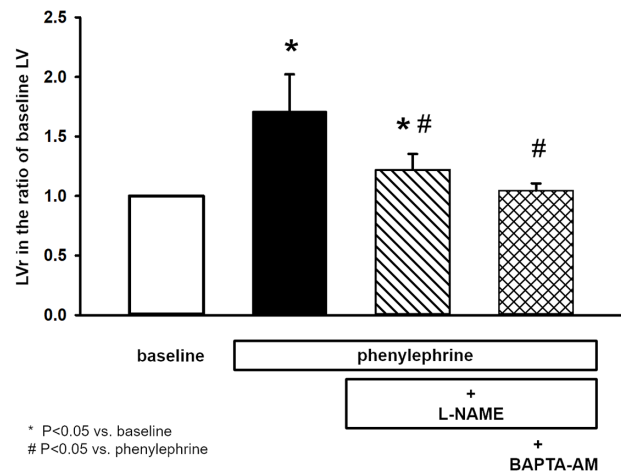 LVr in the ratio of baseline LV
2.5
2.0
1.5
1.0
0.5
0.0
*
* #
#
baseline
phenylephrine
+
L-NAME
+
BAPTA-AM
* P<0.05 vs. baseline
# P<0.05 vs. phenylephrine